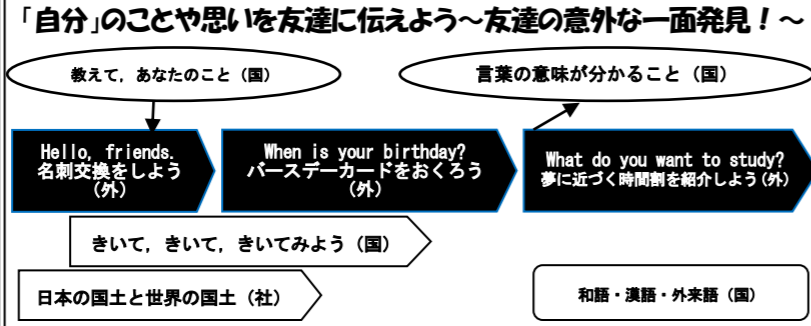 「自分」のことや思いを友達に伝えよう～友達の意外な一面発見！～
教えて，あなたのこと（国）
言葉の意味が分かること（国）
Hello, friends.
名刺交換をしよう
（外）
When is your birthday?
バースデーカードをおくろう
（外）
What do you want to study?
夢に近づく時間割を紹介しよう（外）
きいて，きいて，きいてみよう（国）
日本の国土と世界の国土（社）
和語・漢語・外来語（国）